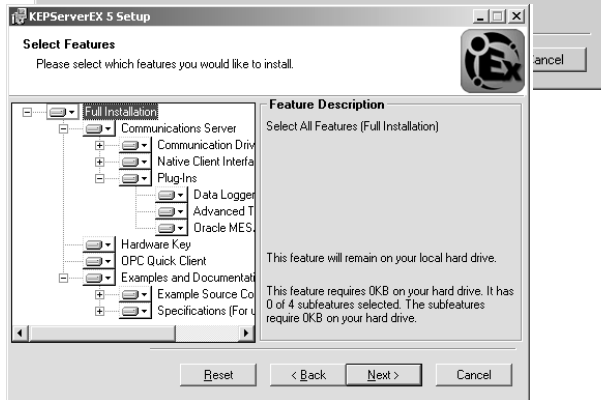 KEPServerEX 5 Setup
Select Features
Please select which features you would like to install.
Ex
ancel
Full Installation
Communications Server
Communication Driv
Native Client Interfa
Plug-Ins
Data Logger
Advanced T
Oracle MES.
Hardware Key
OPC Quick Client
Examples and Documentati
Example Source Co
Specifications (For u
Feature Description
Select All Features (Full Installation)
This feature will remain on your local hard drive.
This feature requires 0KB on your hard drive. It has
0 of 4 subfeatures selected. The subfeatures
require 0KB on your hard drive.
Reset
< Back
Next >
Cancel